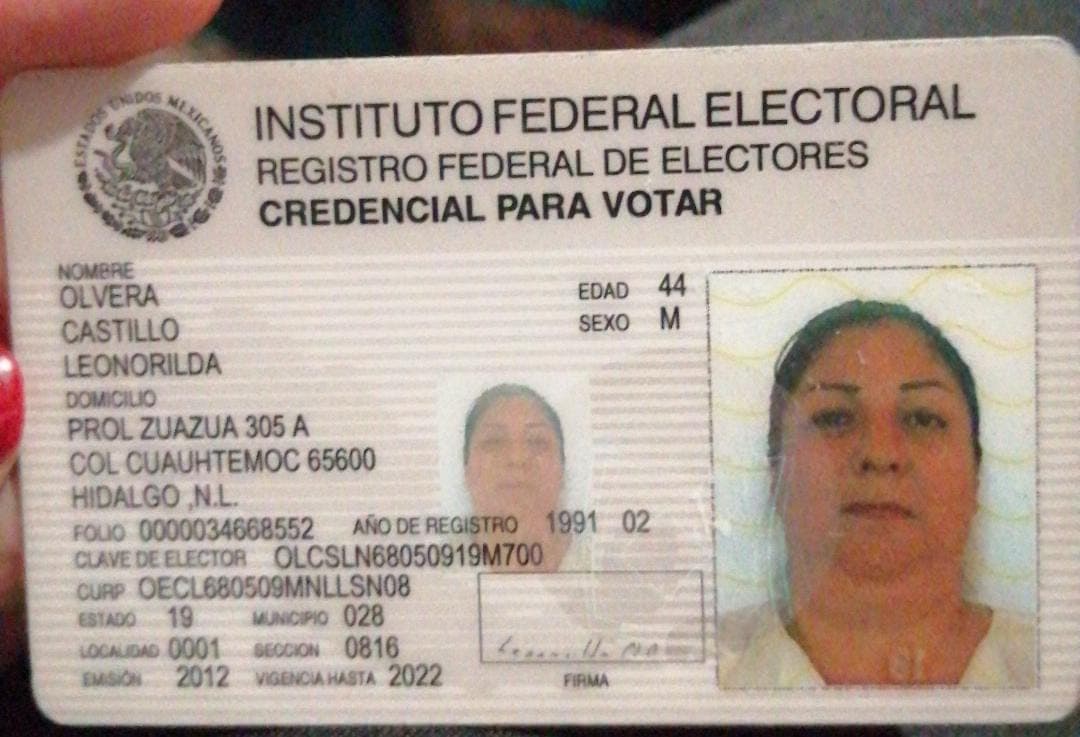 ESTADOS UNIDOS MEXICANOS
INSTITUTO FEDERAL ELECTORAL
REGISTRO FEDERAL DE ELECTORES
CREDENCIAL PARA VOTAR
NOMBRE
OLVERA
CASTILLO
LEONORILDA
EDAD 44
SEXO M
DOMICILIO
PROL ZUAZUA 305 A
COL CUAUHTEMOC 65600
HIDALGO ,N.L.
FOLIO 0000034668552 AÑO DE REGISTRO 1991 02
CLAVE DE ELECTOR OLCSLN68050919M700
CURP OECL680509MNLLSN08
ESTADO 19 MUNICIPIO 028
LOCALIDAD 0001 SECCION 0816
EMISIÓN 2012 VIGENCIA HASTA 2022
FIRMA